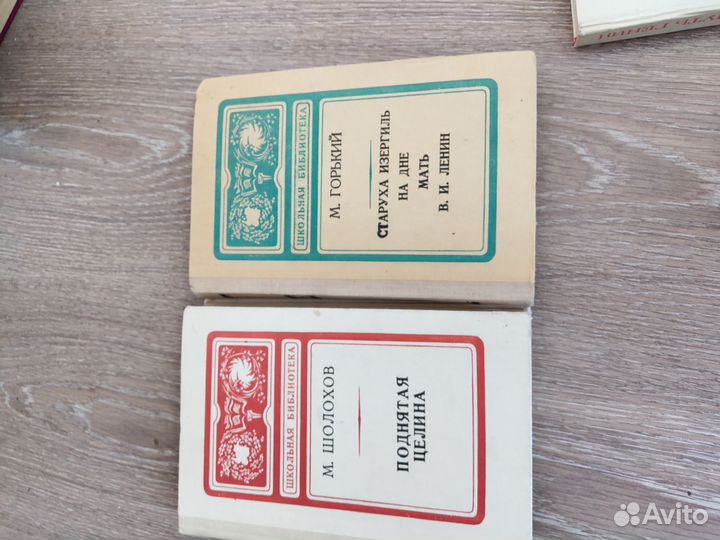 ШКОЛЬНАЯ БИБЛИОТЕКА
М. ГОРЬКИЙ
СТАРУХА ИЗЕРГИЛЬ
НА ДНЕ
МАТЬ
В. И. ЛЕНИН
ШКОЛЬНАЯ БИБЛИОТЕКА
М. ШОЛОХОВ
ПОДНЯТАЯ
ЦЕЛИНА
Avito